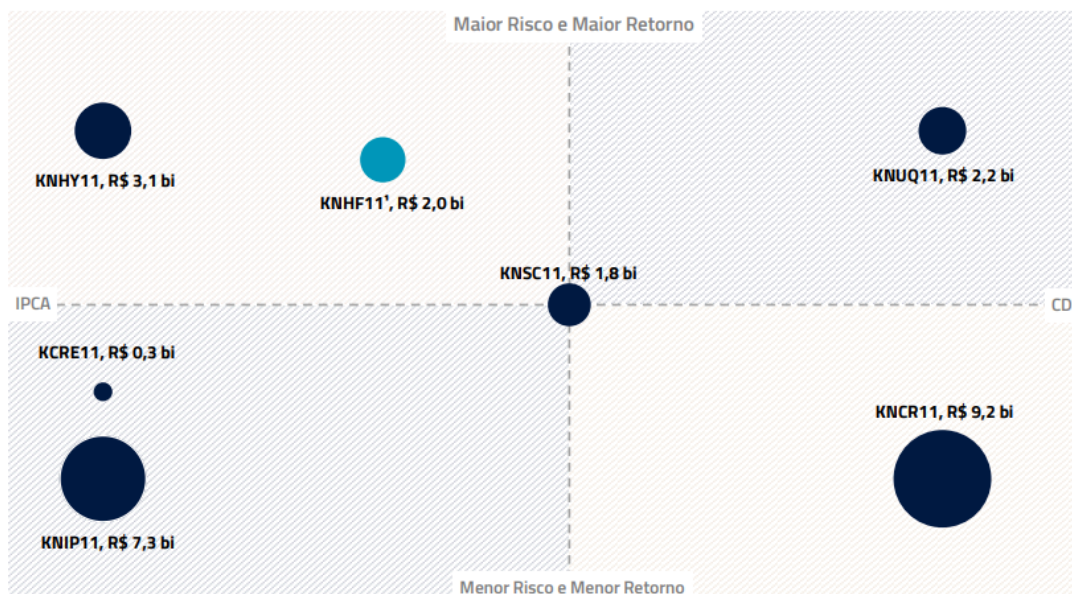 Maior Risco e Maior Retorno
KNHY11, R$ 3,1 bi
KNHF11¹, R$ 2,0 bi
KNUQ11, R$ 2,2 bi
KNSC11, R$ 1,8 bi
IPCA
CD
KCRE11, R$ 0,3 bi
KNCR11, R$ 9,2 bi
KNIP11, R$ 7,3 bi
Menor Risco e Menor Retorno